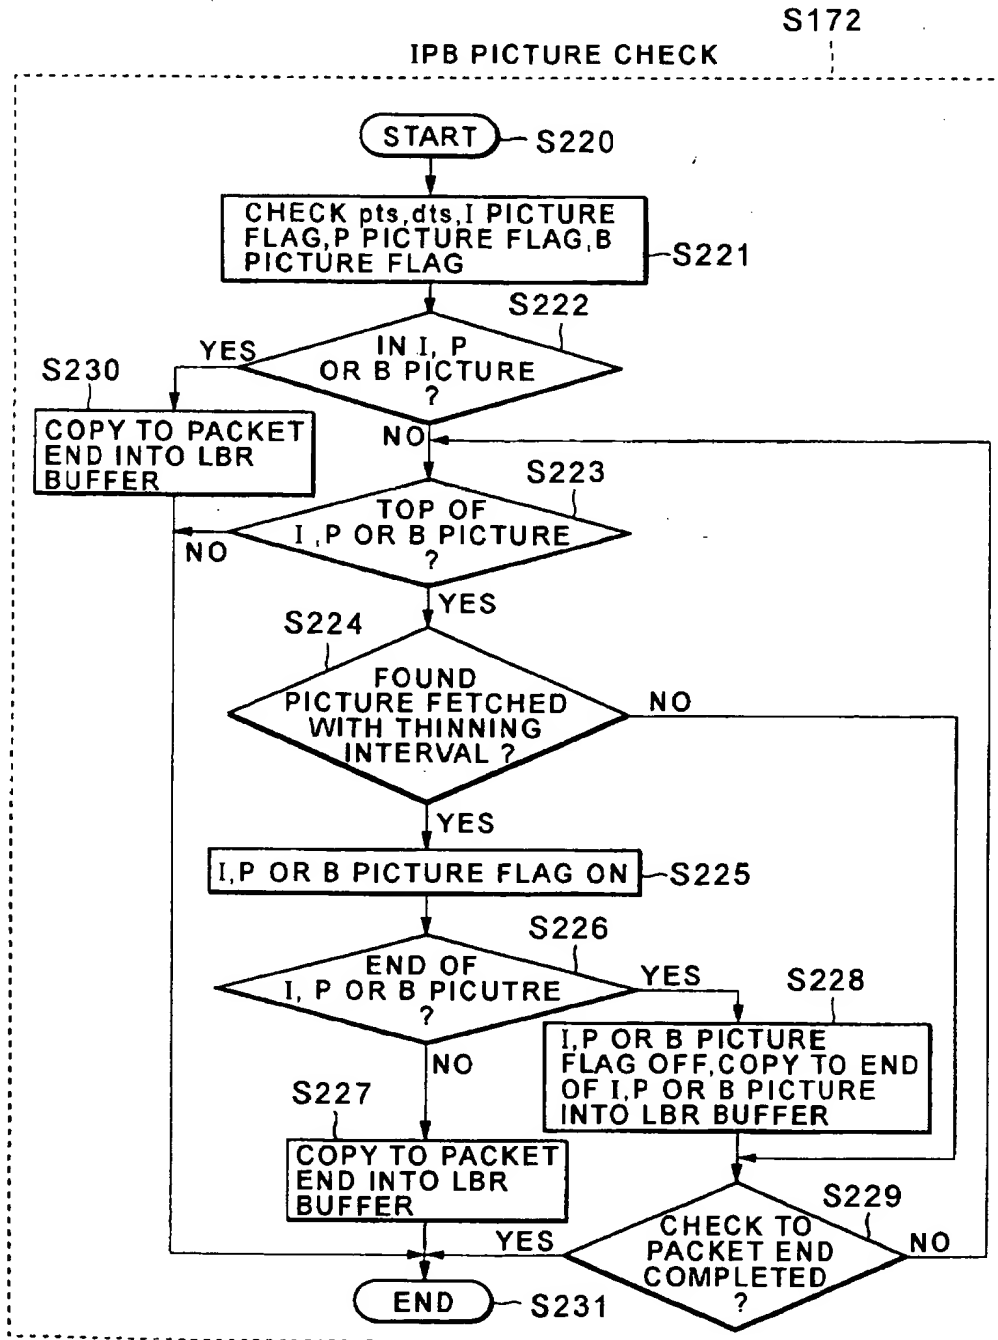 S172
IPB PICTURE CHECK
START
S220
CHECK pts,dts,I PICTURE
FLAG,P PICTURE FLAG,B
PICTURE FLAG
S221
S222
IN I, P
OR B PICTURE
?
YES
S230
COPY TO PACKET
END INTO LBR
BUFFER
NO
S223
TOP OF
I,P OR B PICTURE
?
NO
YES
S224
FOUND
PICTURE FETCHED
WITH THINNING
INTERVAL ?
NO
YES
I,P OR B PICTURE FLAG ON
S225
S226
END OF
I, P OR B PICUTRE
?
YES
S228
I,P OR B PICTURE
FLAG OFF,COPY TO END
OF I,P OR B PICTURE
INTO LBR BUFFER
NO
S227
COPY TO PACKET
END INTO LBR
BUFFER
S229
CHECK TO
PACKET END
COMPLETED
?
YES
NO
END
S231